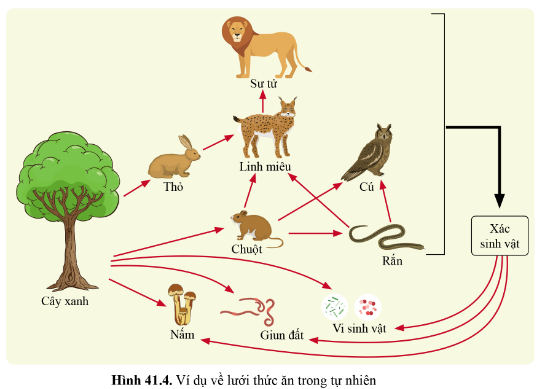 Sư tử
Thỏ
Linh miêu
Cú
Chuột
Rắn
Xác
sinh vật
Cây xanh
Nấm
Giun đất
Vi sinh vật
Hình 41.4. Ví dụ về lưới thức ăn trong tự nhiên